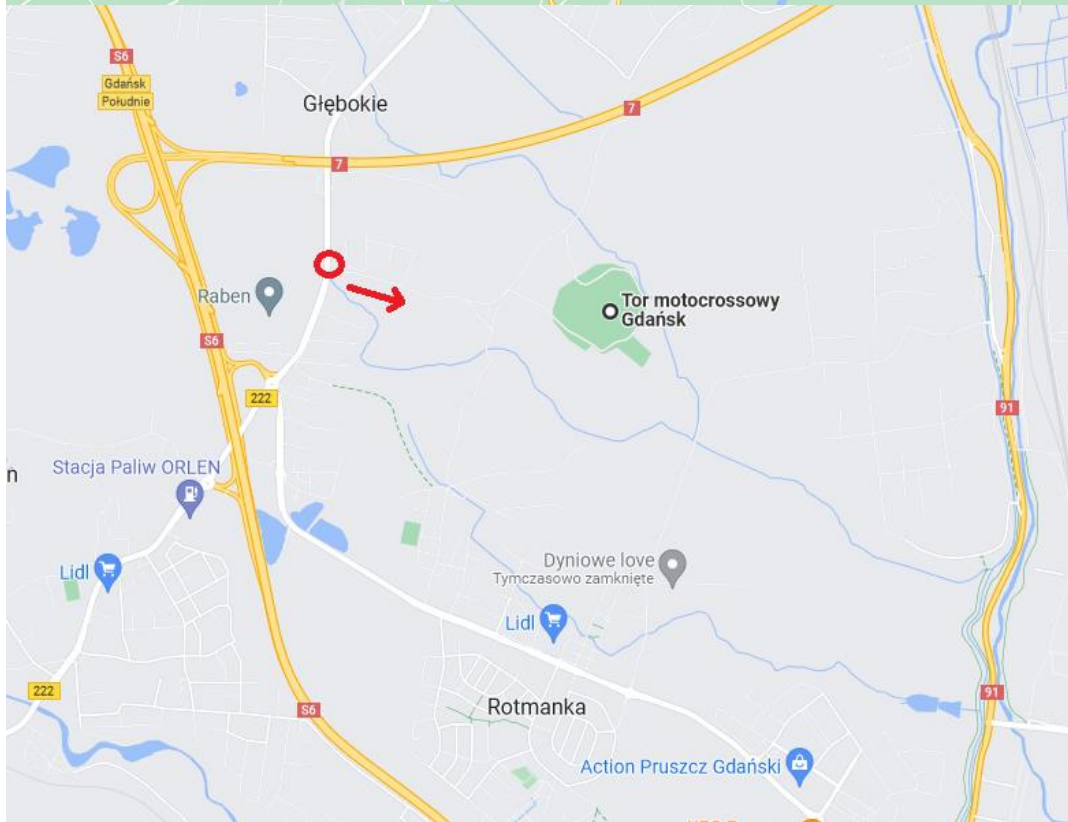 S6
Gdańsk
Południe
Głębokie
7
7
Raben
Tor motocrossowy
Gdańsk
S6
222
91
Stacja Paliw ORLEN
n
Dyniowe love
Tymczasowo zamknięte
Lidl
Lidl
222
91
S6
Rotmanka
Action Pruszcz Gdański